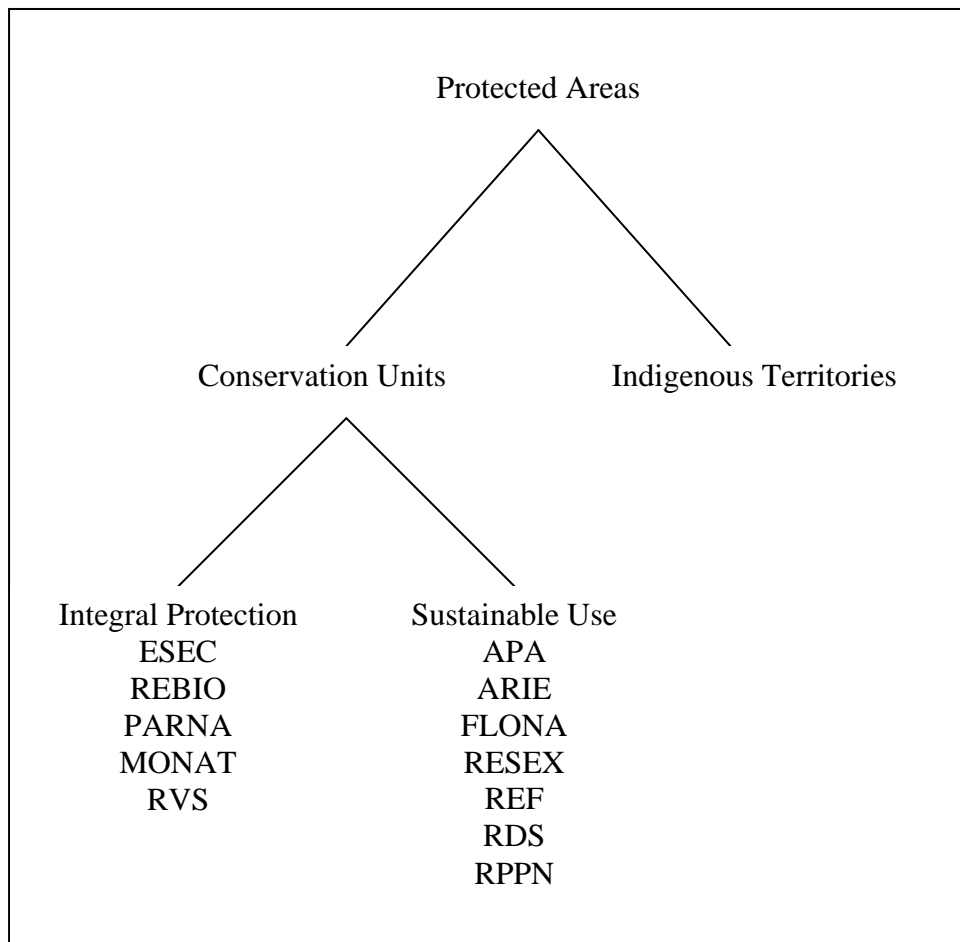 Protected Areas
Conservation Units
Indigenous Territories
Integral Protection
ESEC
REBIO
PARNA
MONAT
RVS
Sustainable Use
APA
ARIE
FLONA
RESEX
REF
RDS
RPPN